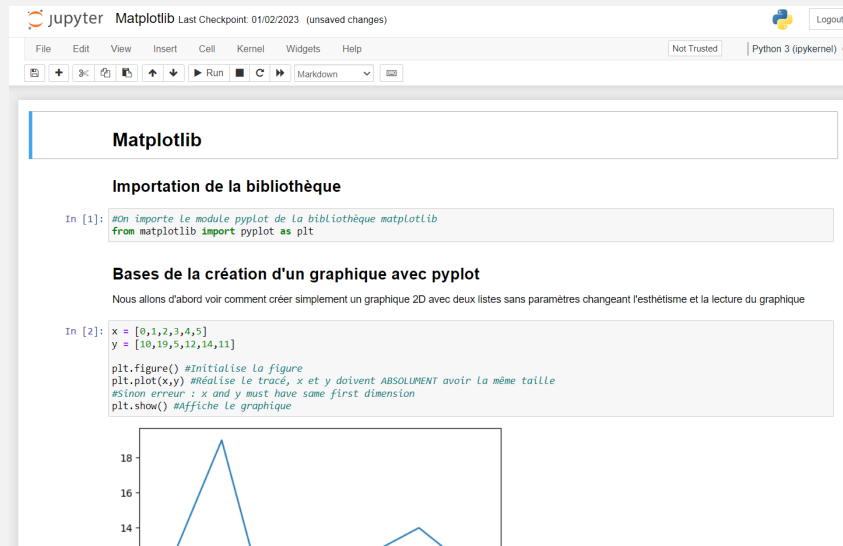 jupyter Matplotlib Last Checkpoint: 01/02/2023 (unsaved changes) Logout
File Edit View Insert Cell Kernel Widgets Help Not Trusted Python 3 (ipykernel)
Run Markdown
Matplotlib
Importation de la bibliothèque
In [1]: #On importe le module pyplot de la bibliothèque matplotlib
from matplotlib import pyplot as plt
Bases de la création d'un graphique avec pyplot
Nous allons d'abord voir comment créer simplement un graphique 2D avec deux listes sans paramètres changeant l'esthétisme et la lecture du graphique
In [2]: x = [0,1,2,3,4,5]
y = [10,19,5,12,14,11]
plt.figure() #Initialise la figure
plt.plot(x,y) #Réalise le tracé, x et y doivent ABSOLUMENT avoir la même taille
#Sinon erreur : x and y must have same first dimension
plt.show() #Affiche le graphique
18
16
14